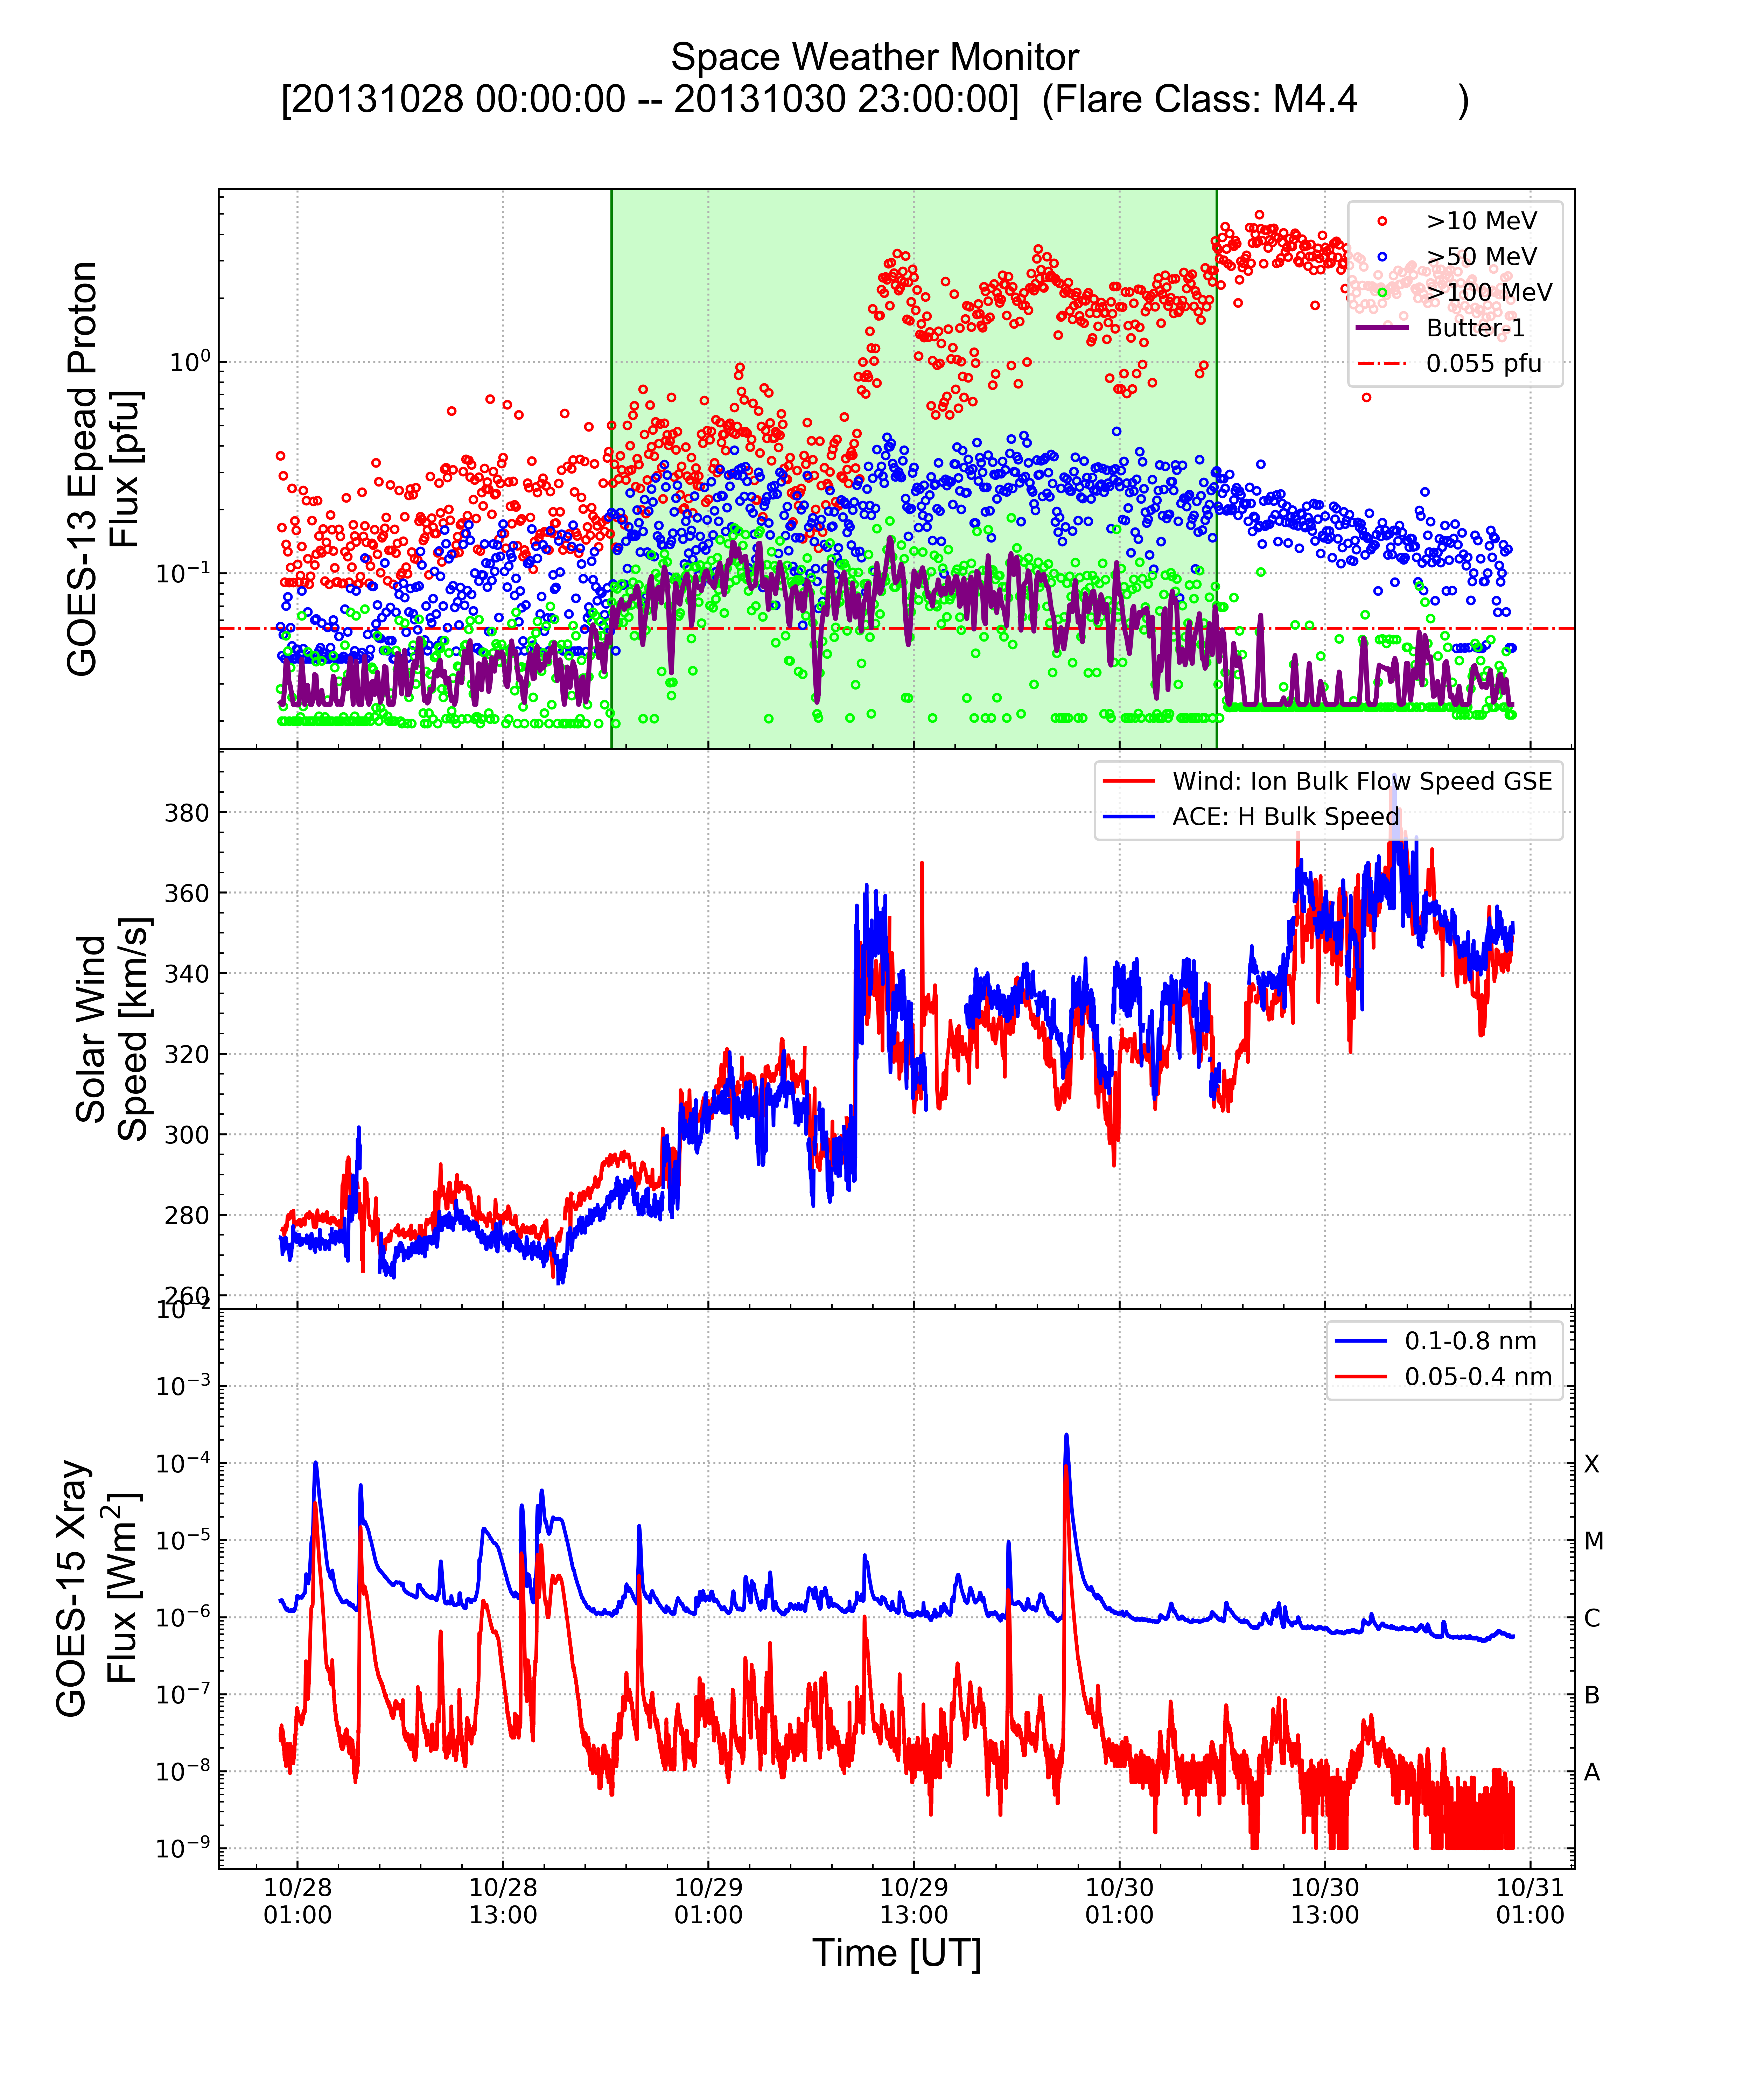 Space Weather Monitor
[20131028 00:00:00 -- 20131030 23:00:00]  (Flare Class: M4.4          )
GOES-13 Epead Proton
Flux [pfu]
10⁰
10⁻¹
>10 MeV
>50 MeV
>100 MeV
Butter-1
0.055 pfu
Solar Wind
Speed [km/s]
380
360
340
320
300
280
260
Wind: Ion Bulk Flow Speed GSE
ACE: H Bulk Speed
GOES-15 Xray
Flux [Wm²]
10⁻²
10⁻³
10⁻⁴
10⁻⁵
10⁻⁶
10⁻⁷
10⁻⁸
10⁻⁹
0.1-0.8 nm
0.05-0.4 nm
X
M
C
B
A
10/28 10/28 10/29 10/29 10/30 10/30 10/31
01:00 13:00 01:00 13:00 01:00 13:00 01:00
Time [UT]